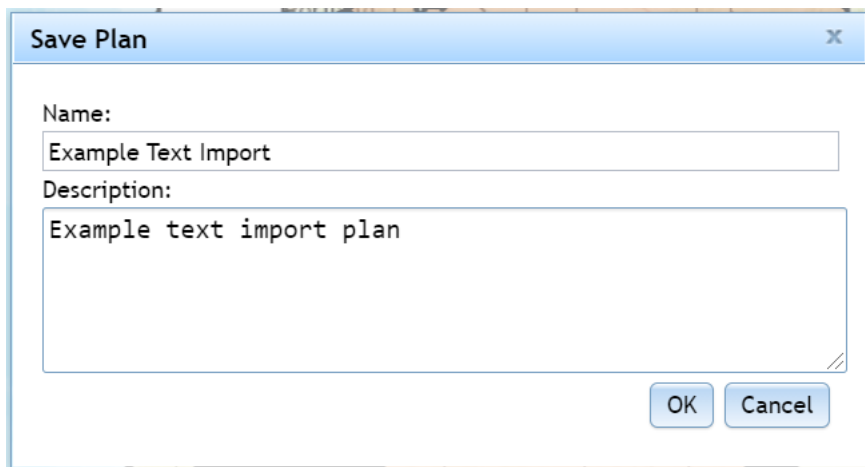 Save Plan
x
Name:
Example Text Import
Description:
Example text import plan
OK Cancel